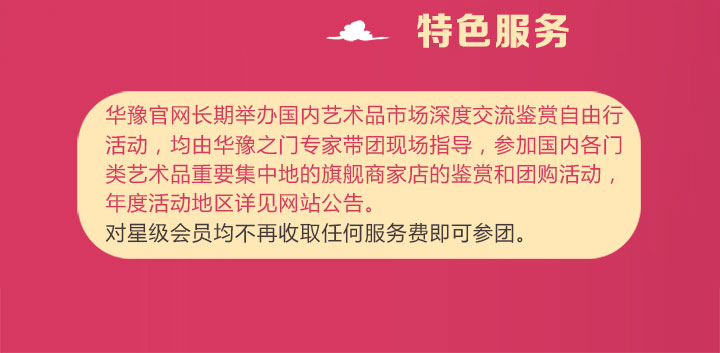 特色服务
华豫官网长期举办国内艺术品市场深度交流鉴赏自由行
活动，均由华豫之门专家带团现场指导，参加国内各门
类艺术品重要集中地的旗舰商家店的鉴赏和团购活动，
年度活动地区详见网站公告。
对星级会员均不再收取任何服务费即可参团。